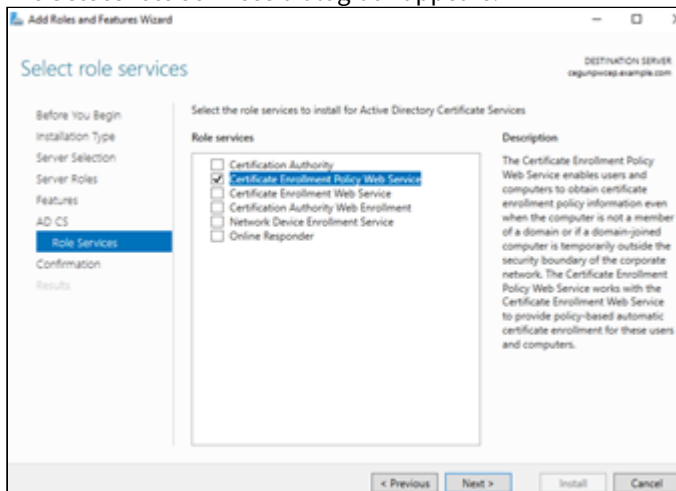 Add Roles and Features Wizard
Select role services
DESTINATION SERVER
Before You Begin
Installation Type
Server Selection
Server Roles
Features
AD CS
Role Services
Confirmation
Results
Select the role services to install for Active Directory Certificate Services
Role services
Certification Authority
Certificate Enrollment Policy Web Service
Certificate Enrollment Web Service
Certification Authority Web Enrollment
Network Device Enrollment Service
Online Responder
Description
The Certificate Enrollment Policy
Web Service enables users and
computers to obtain certificate
enrollment policy information even
when the computer is not a member
of a domain or if a domain-joined
computer is temporarily outside the
security boundary of the corporate
network. The Certificate Enrollment
Policy Web Service works with the
Certificate Enrollment Web Service
to provide policy-based automatic
certificate enrollment for these users
and computers.
< Previous
Next >
Install
Cancel